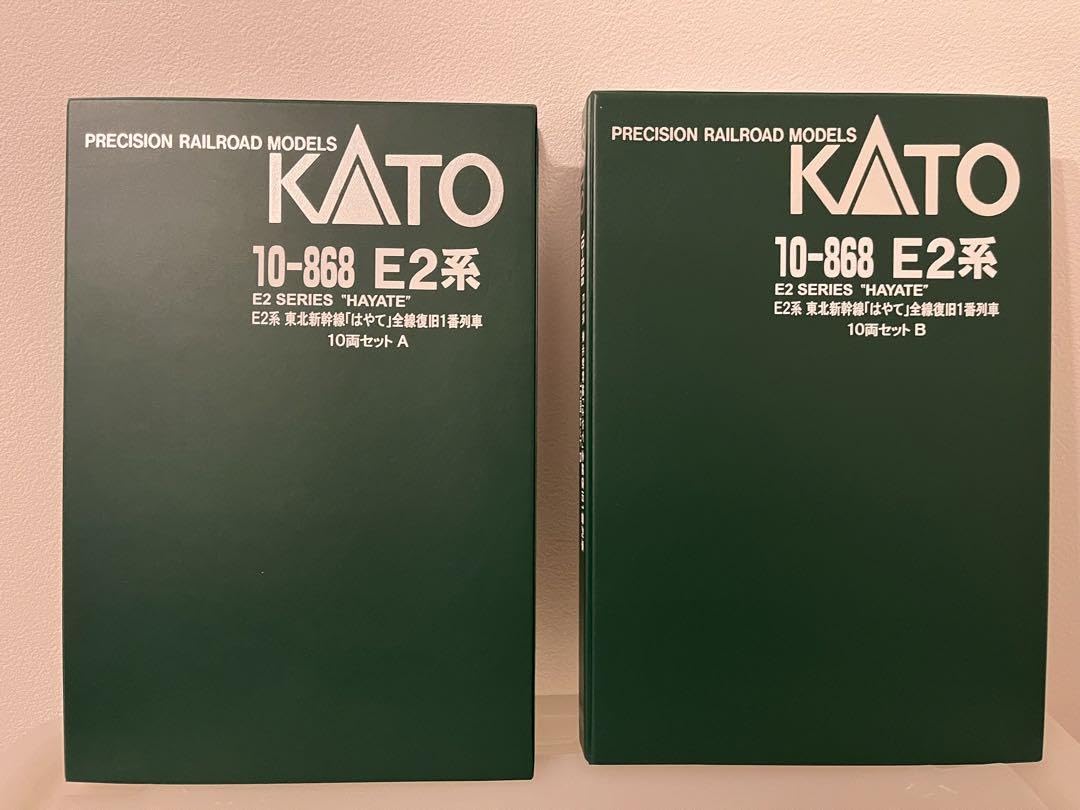 PRECISION RAILROAD MODELS
KATO
10-868 E2系
E2 SERIES "HAYATE"
E2系 東北新幹線「はやて」全線復旧1番列車
10両セット A
PRECISION RAILROAD MODELS
KATO
10-868 E2系
E2 SERIES "HAYATE"
E2系 東北新幹線「はやて」全線復旧1番列車
10両セット B